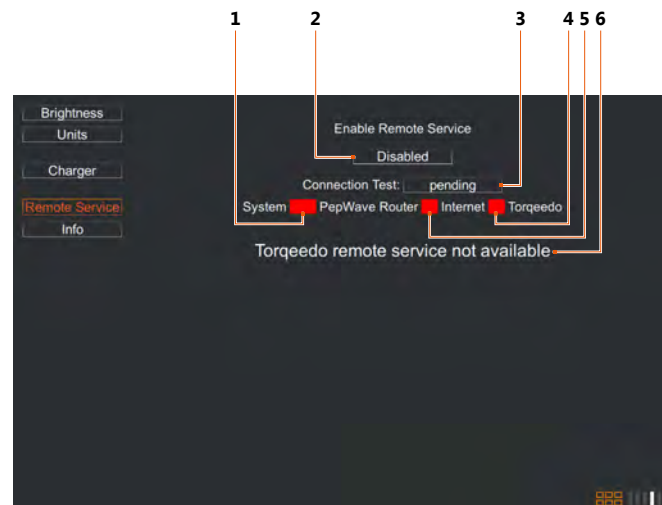 1 2 3 4 5 6
Brightness
Units
Charger
Remote Service
Info
Enable Remote Service
Disabled
Connection Test: pending
System PepWave Router Internet Torqeedo
Torqeedo remote service not available